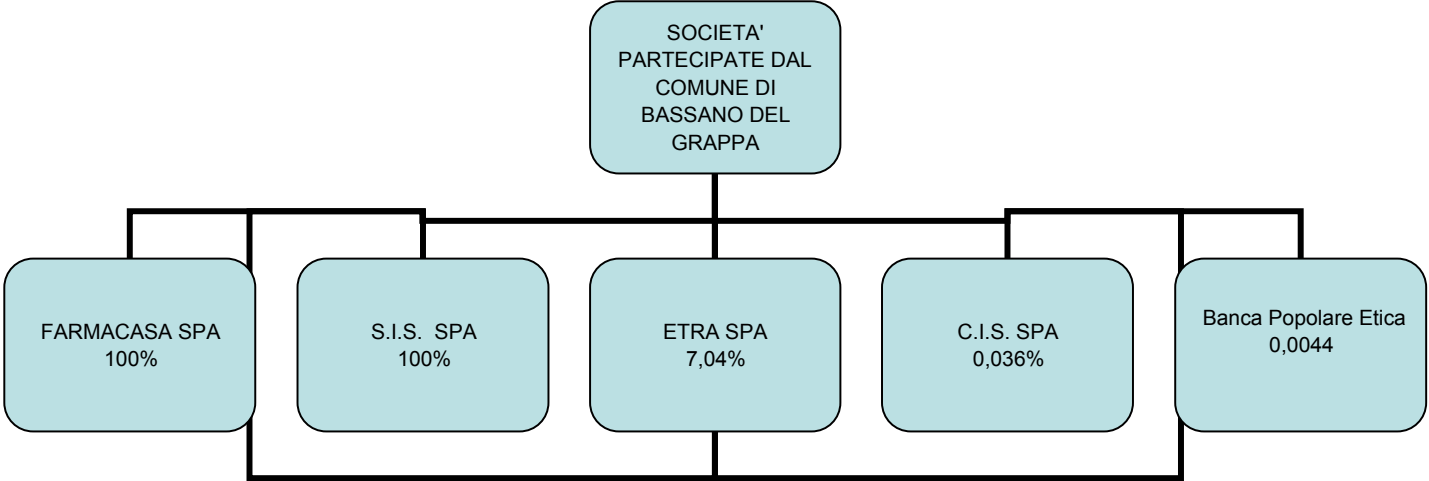 SOCIETA'
PARTECIPATE DAL
COMUNE DI
BASSANO DEL
GRAPPA
FARMACASA SPA
100%
S.I.S. SPA
100%
ETRA SPA
7,04%
C.I.S. SPA
0,036%
Banca Popolare Etica
0,0044